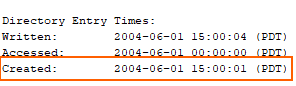 Directory Entry Times:
Written: 2004-06-01 15:00:04 (PDT)
Accessed: 2004-06-01 00:00:00 (PDT)
Created: 2004-06-01 15:00:01 (PDT)